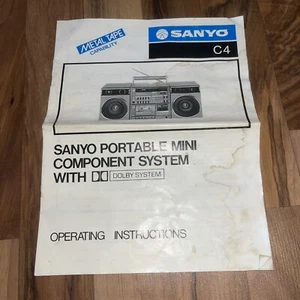 METAL TAPE
CAPABILITY
SANYO
C4
SANYO PORTABLE MINI
COMPONENT SYSTEM
WITH DOLBY SYSTEM
OPERATING INSTRUCTIONS